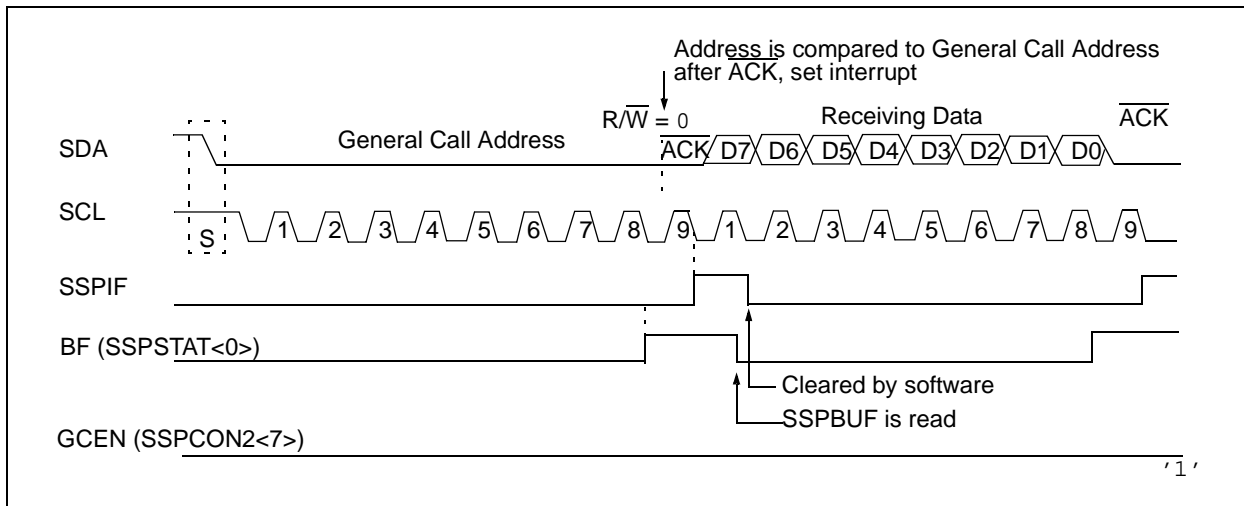 Address is compared to General Call Address
after ACK, set interrupt
R/W = 0
Receiving Data
ACK
General Call Address
SDA
ACK D7 D6 D5 D4 D3 D2 D1 D0
SCL
S
1 2 3 4 5 6 7 8 9 1 2 3 4 5 6 7 8 9
SSPIF
BF (SSPSTAT<0>)
Cleared by software
SSPBUF is read
GCEN (SSPCON2<7>)
'1'